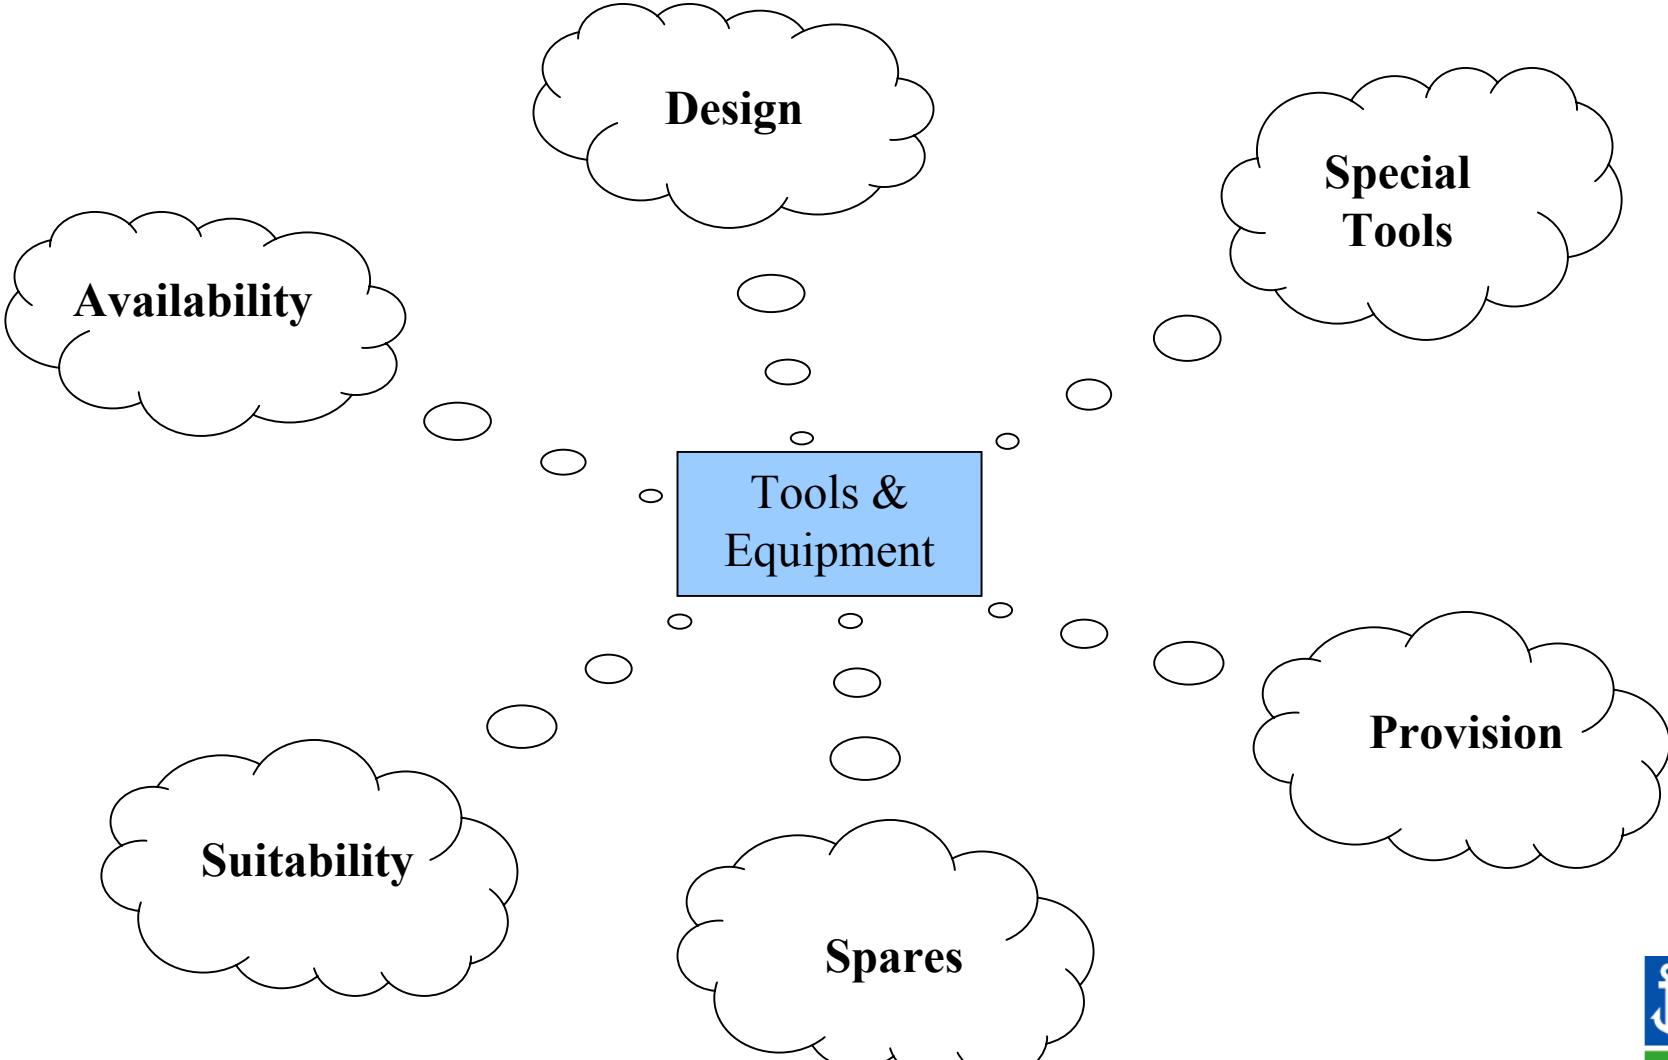 Design
Special
Tools
Availability
Tools &
Equipment
Provision
Suitability
Spares